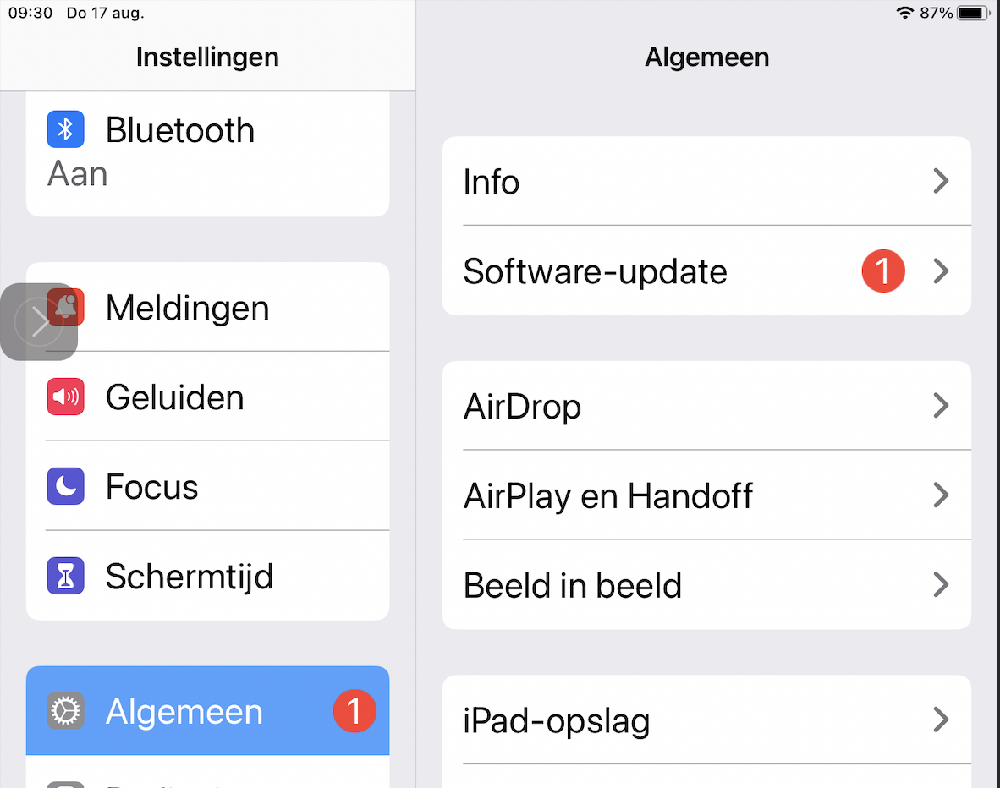 09:30 Do 17 aug.
87%
Instellingen
Bluetooth
Aan
Meldingen
Geluiden
Focus
Schermtijd
Algemeen
1
Algemeen
Info
Software-update
1
AirDrop
AirPlay en Handoff
Beeld in beeld
iPad-opslag